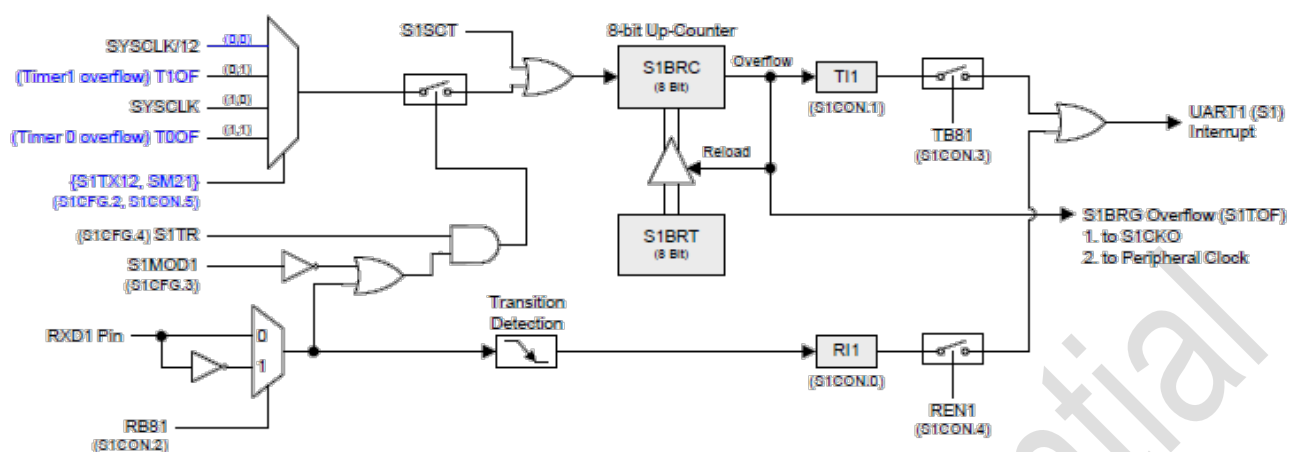 S1SCT
8-bit Up-Counter
SYSCLK/12 (0,0)
(Timer1 overflow) T1OF (0,1)
SYSCLK (1,0)
(Timer 0 overflow) T0OF (1,1)
{S1TX12, SM21}
(S1CFG.2, S1CON.5)
S1BRC
(8 Bit)
Overflow
TI1
(S1CON.1)
TB81
(S1CON.3)
UART1 (S1)
Interrupt
Reload
S1BRT
(8 Bit)
S1BRG Overflow (S1TOF)
1. to S1CKO
2. to Peripheral Clock
(S1CFG.4) S1TR
S1MOD1
(S1CFG.3)
Transition
Detection
RXD1 Pin
0
1
RI1
(S1CON.0)
REN1
(S1CON.4)
RB81
(S1CON.2)